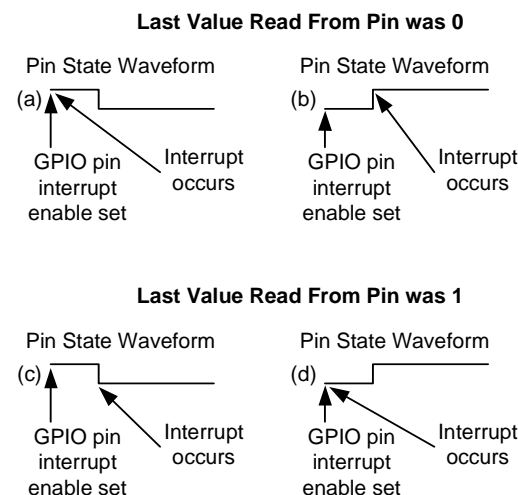 Last Value Read From Pin was 0
Pin State Waveform
(a)
GPIO pin
interrupt
enable set
Interrupt
occurs
Pin State Waveform
(b)
GPIO pin
interrupt
enable set
Interrupt
occurs
Last Value Read From Pin was 1
Pin State Waveform
(c)
GPIO pin
interrupt
enable set
Interrupt
occurs
Pin State Waveform
(d)
GPIO pin
interrupt
enable set
Interrupt
occurs